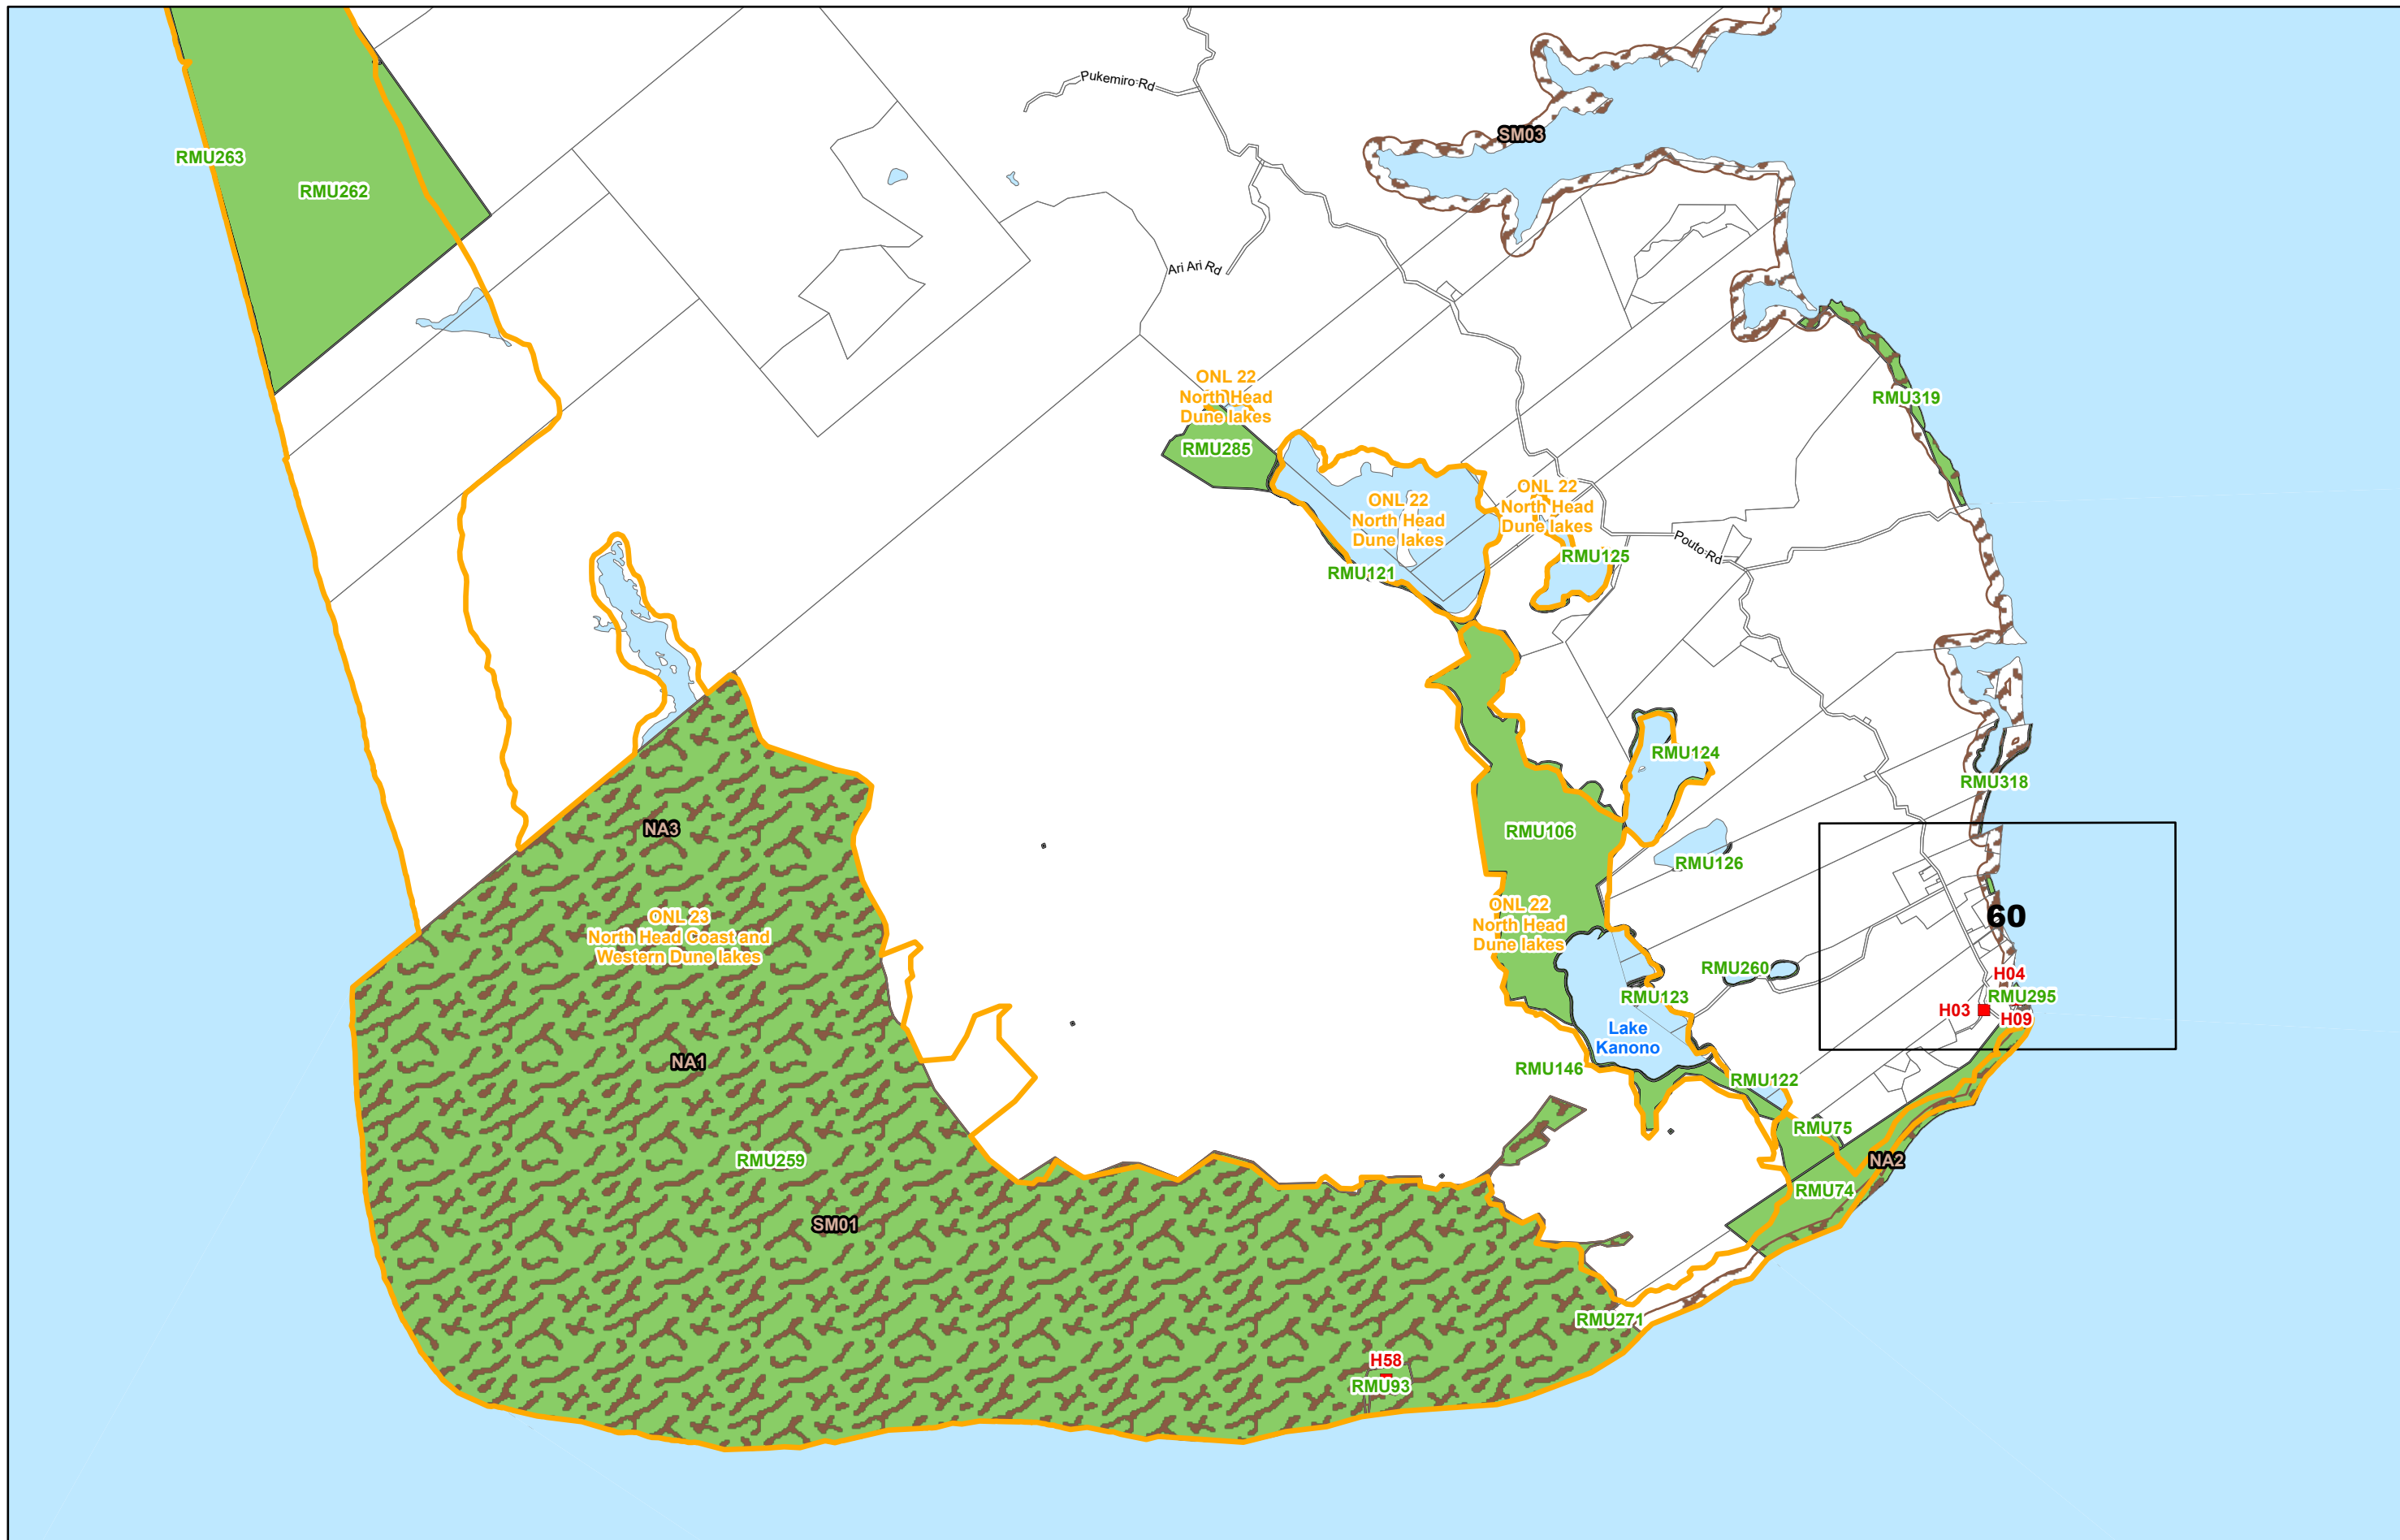 Pukemiro Rd
SM03
RMU263
RMU262
Ari Ari Rd
ONL 22
North Head
Dune lakes
RMU319
RMU285
ONL 22
North Head
Dune lakes
ONL 22
North Head
Dune lakes
RMU125
Pouto Rd
RMU121
RMU124
RMU318
NA3
RMU106
RMU126
ONL 23
North Head Coast and
Western Dune lakes
ONL 22
North Head
Dune lakes
60
RMU260
H04
RMU123
RMU295
H03
H09
Lake
Kanono
NA1
RMU146
RMU122
RMU75
RMU259
NA2
RMU74
SM01
RMU271
H58
RMU93